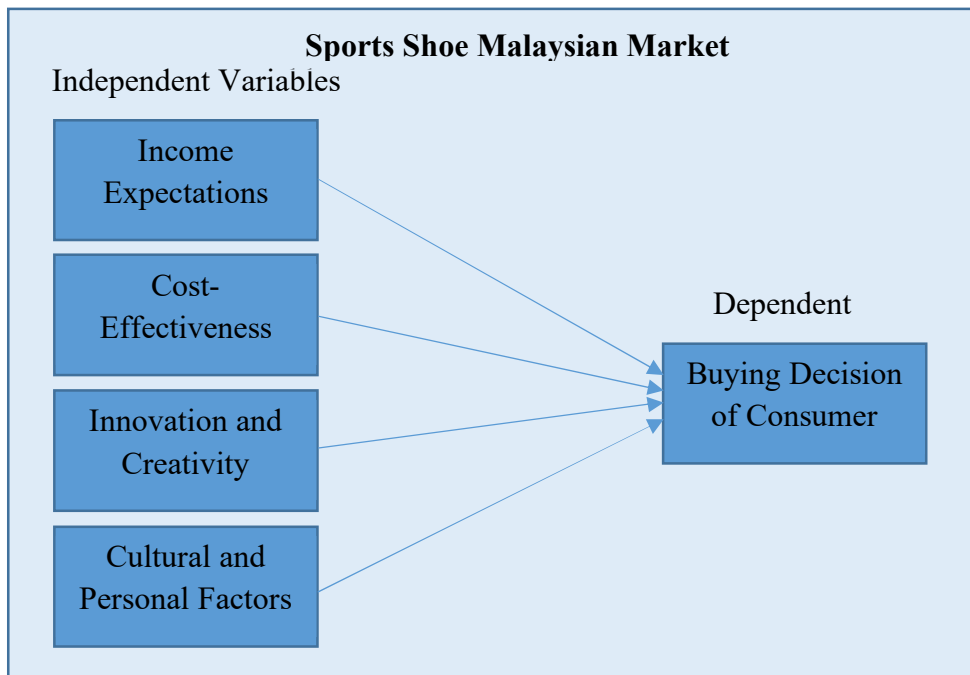 Sports Shoe Malaysian Market
Independent Variables
Income
Expectations
Cost-
Effectiveness
Innovation and
Creativity
Cultural and
Personal Factors
Dependent
Buying Decision
of Consumer